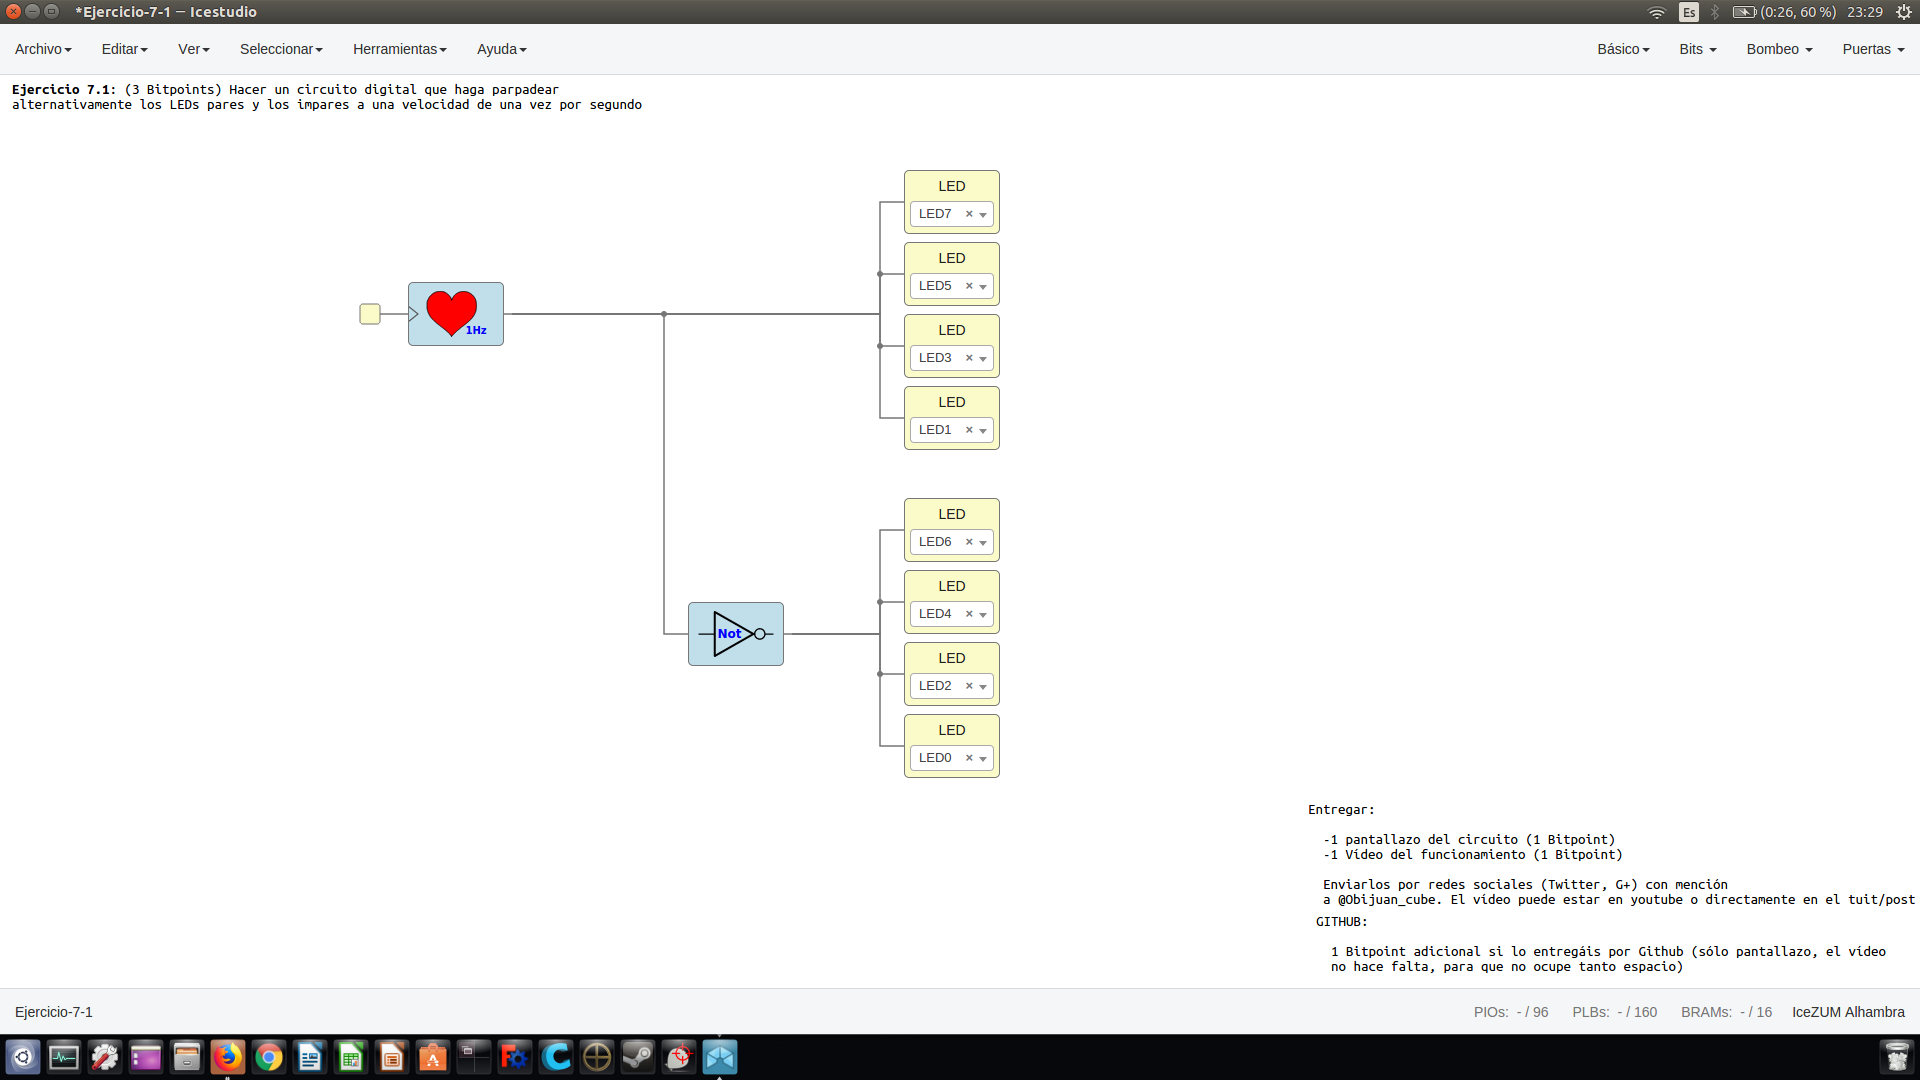 *Ejercicio-7-1 — Icestudio
Es
(0:26, 60 %)
23:29
Archivo
Editar
Ver
Seleccionar
Herramientas
Ayuda
Básico
Bits
Bombeo
Puertas
Ejercicio 7.1: (3 Bitpoints) Hacer un circuito digital que haga parpadear
alternativamente los LEDs pares y los impares a una velocidad de una vez por segundo
LED
LED7
LED
LED5
1Hz
LED
LED3
LED
LED1
LED
LED6
LED
LED4
Not
LED
LED2
LED
LED0
Entregar:
-1 pantallazo del circuito (1 Bitpoint)
-1 Vídeo del funcionamiento (1 Bitpoint)
Enviarlos por redes sociales (Twitter, G+) con mención
a @Obijuan_cube. El vídeo puede estar en youtube o directamente en el tuit/post
GITHUB:
1 Bitpoint adicional si lo entregáis por Github (sólo pantallazo, el vídeo
no hace falta, para que no ocupe tanto espacio)
Ejercicio-7-1
PIOs: - / 96
PLBs: - / 160
BRAMs: - / 16
IceZUM Alhambra